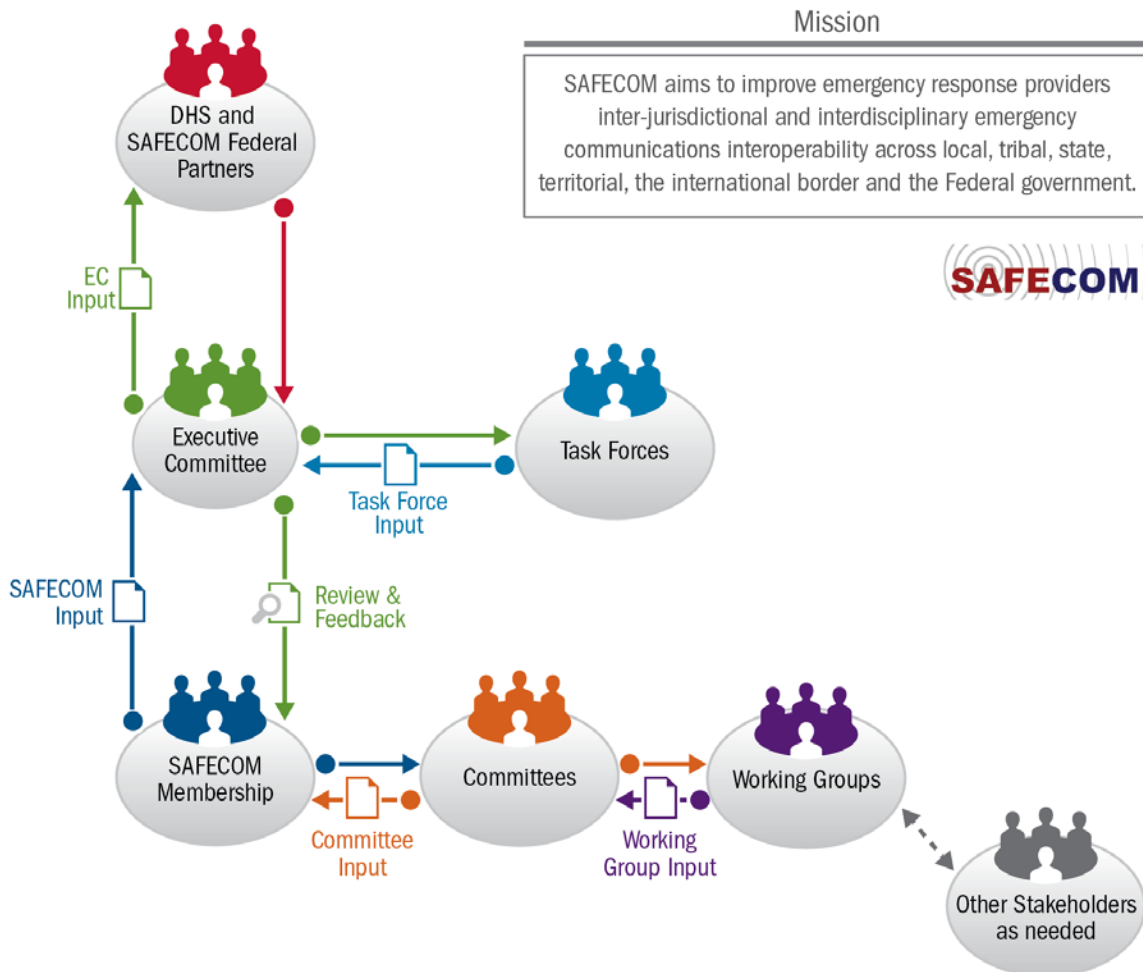 Mission
SAFECOM aims to improve emergency response providers
inter-jurisdictional and interdisciplinary emergency
communications interoperability across local, tribal, state,
territorial, the international border and the Federal government.
SAFECOM
DHS and
SAFECOM Federal
Partners
EC
Input
Executive
Committee
Task Forces
Task Force
Input
SAFECOM
Input
Review &
Feedback
SAFECOM
Membership
Committees
Working Groups
Committee
Input
Working
Group Input
Other Stakeholders
as needed